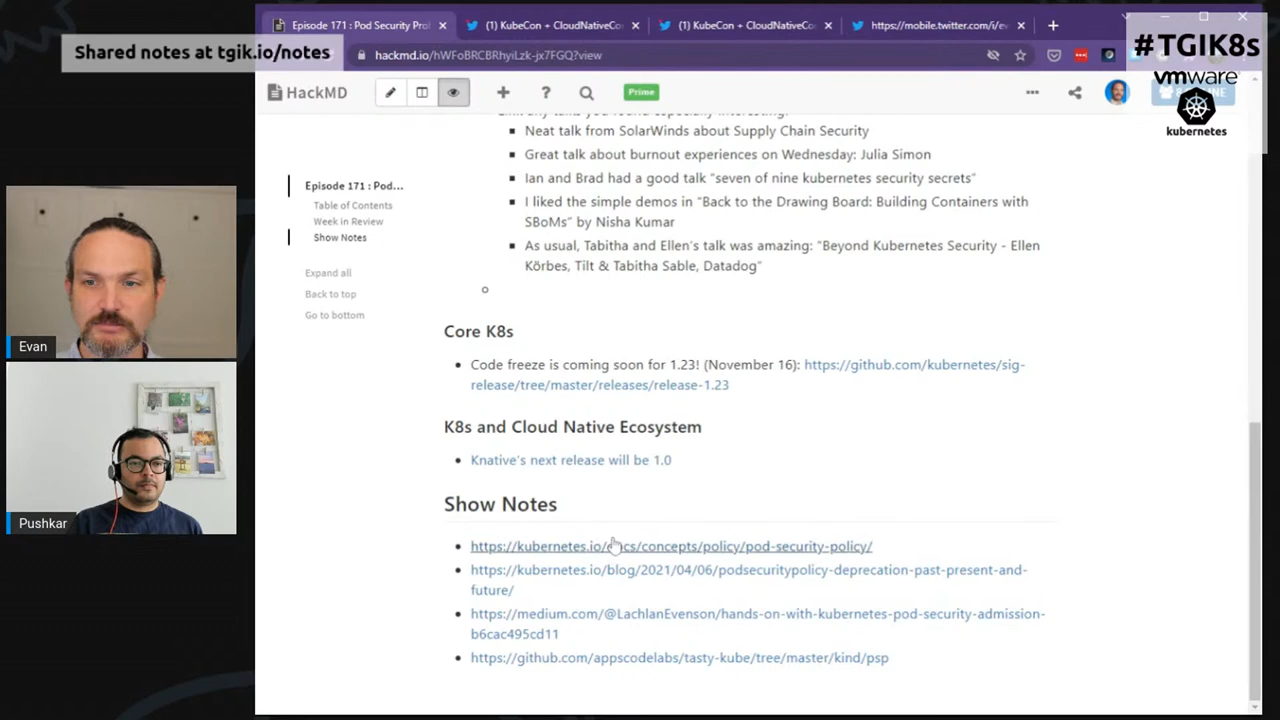 Episode 171 : Pod Security Pro
(1) KubeCon + CloudNativeCo
(1) KubeCon + CloudNativeCo
https://mobile.twitter.com/i/ev
Shared notes at tgik.io/notes
hackmd.io/hWFoBRCBRhyiLzk-jx7FGQ?view
#TGIK8s
vmware
kubernetes
HackMD
Prime
Neat talk from SolarWinds about Supply Chain Security
Great talk about burnout experiences on Wednesday: Julia Simon
Ian and Brad had a good talk “seven of nine kubernetes security secrets”
I liked the simple demos in “Back to the Drawing Board: Building Containers with
SBoMs” by Nisha Kumar
As usual, Tabitha and Ellen’s talk was amazing: “Beyond Kubernetes Security - Ellen
Körbes, Tilt & Tabitha Sable, Datadog”
Episode 171 : Pod...
Table of Contents
Week in Review
Show Notes
Expand all
Back to top
Go to bottom
Evan
Pushkar
Core K8s
Code freeze is coming soon for 1.23! (November 16): https://github.com/kubernetes/sig-
release/tree/master/releases/release-1.23
K8s and Cloud Native Ecosystem
Knative’s next release will be 1.0
Show Notes
https://kubernetes.io/docs/concepts/policy/pod-security-policy/
https://kubernetes.io/blog/2021/04/06/podsecuritypolicy-deprecation-past-present-and-
future/
https://medium.com/@LachlanEvenson/hands-on-with-kubernetes-pod-security-admission-
b6cac495cd11
https://github.com/appscodelabs/tasty-kube/tree/master/kind/psp